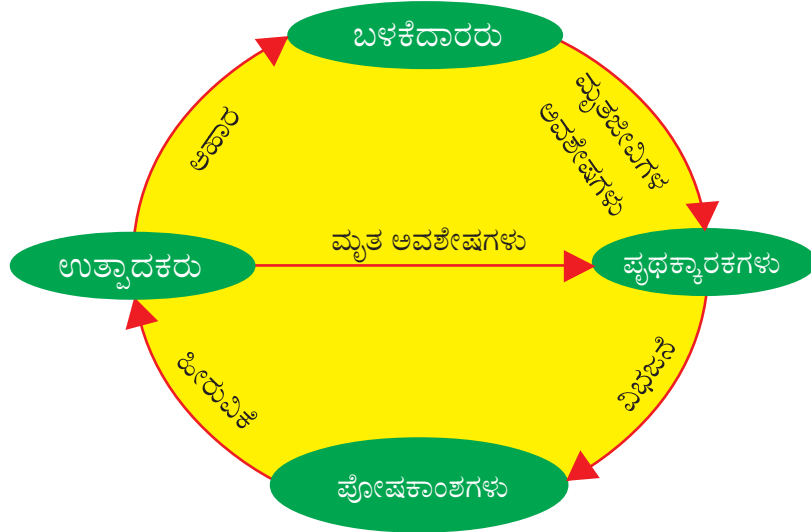 ಬಳಕೆದಾರರು
ಆಹಾರ
ಮೃತಜೀವಿಗಳ
ಅವಶೇಷಗಳು
ಮೃತ ಅವಶೇಷಗಳು
ಉತ್ಪಾದಕರು
ಪೃಥಕ್ಕಾರಕಗಳು
ಹೀರುವಿಕೆ
ವಿಭಜನೆ
ಪೋಷಕಾಂಶಗಳು